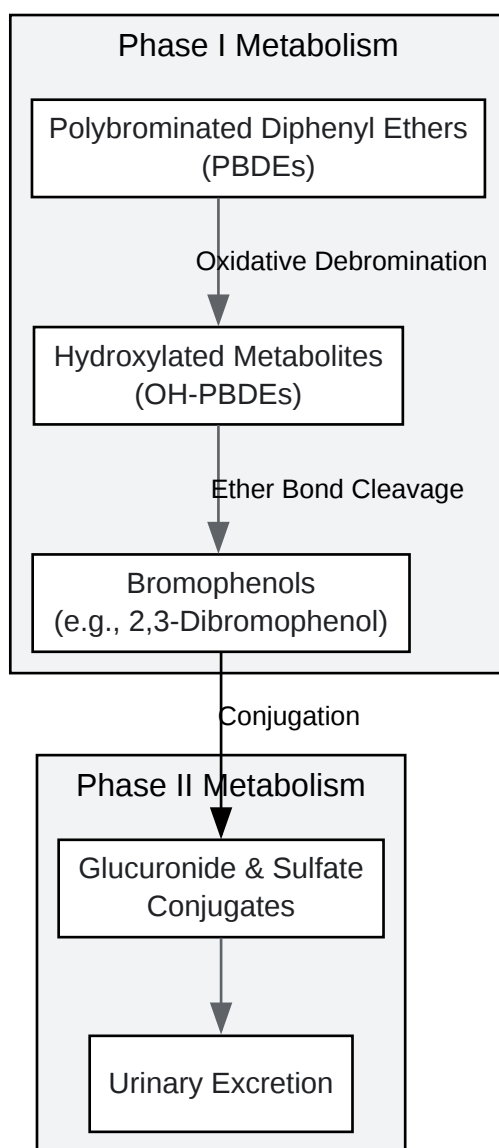 Phase I Metabolism
Polybrominated Diphenyl Ethers
(PBDEs)
Oxidative Debromination
Hydroxylated Metabolites
(OH-PBDEs)
Ether Bond Cleavage
Bromophenols
(e.g., 2,3-Dibromophenol)
Conjugation
Phase II Metabolism
Glucuronide & Sulfate
Conjugates
Urinary Excretion